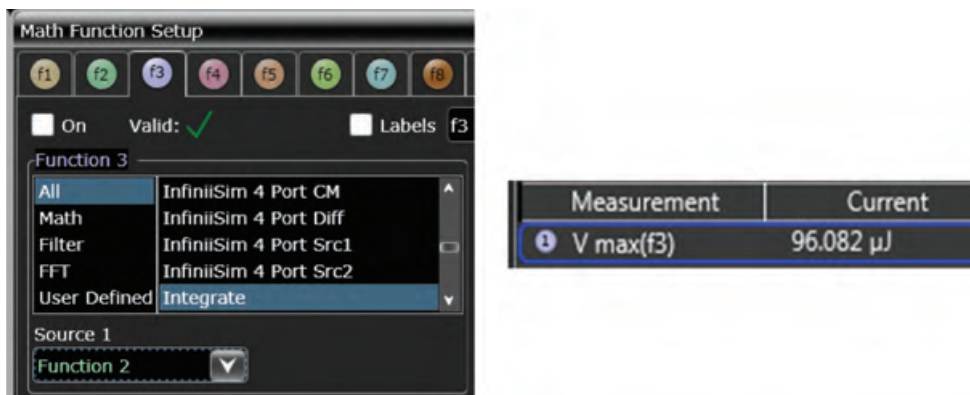 Math Function Setup
f1 f2 f3 f4 f5 f6 f7 f8
On Valid: Labels f3
Function 3
All InfiniiSim 4 Port CM
Math InfiniiSim 4 Port Diff
Filter InfiniiSim 4 Port Src1
FFT InfiniiSim 4 Port Src2
User Defined Integrate
Source 1
Function 2
Measurement Current
1 V max(f3) 96.082 µJ